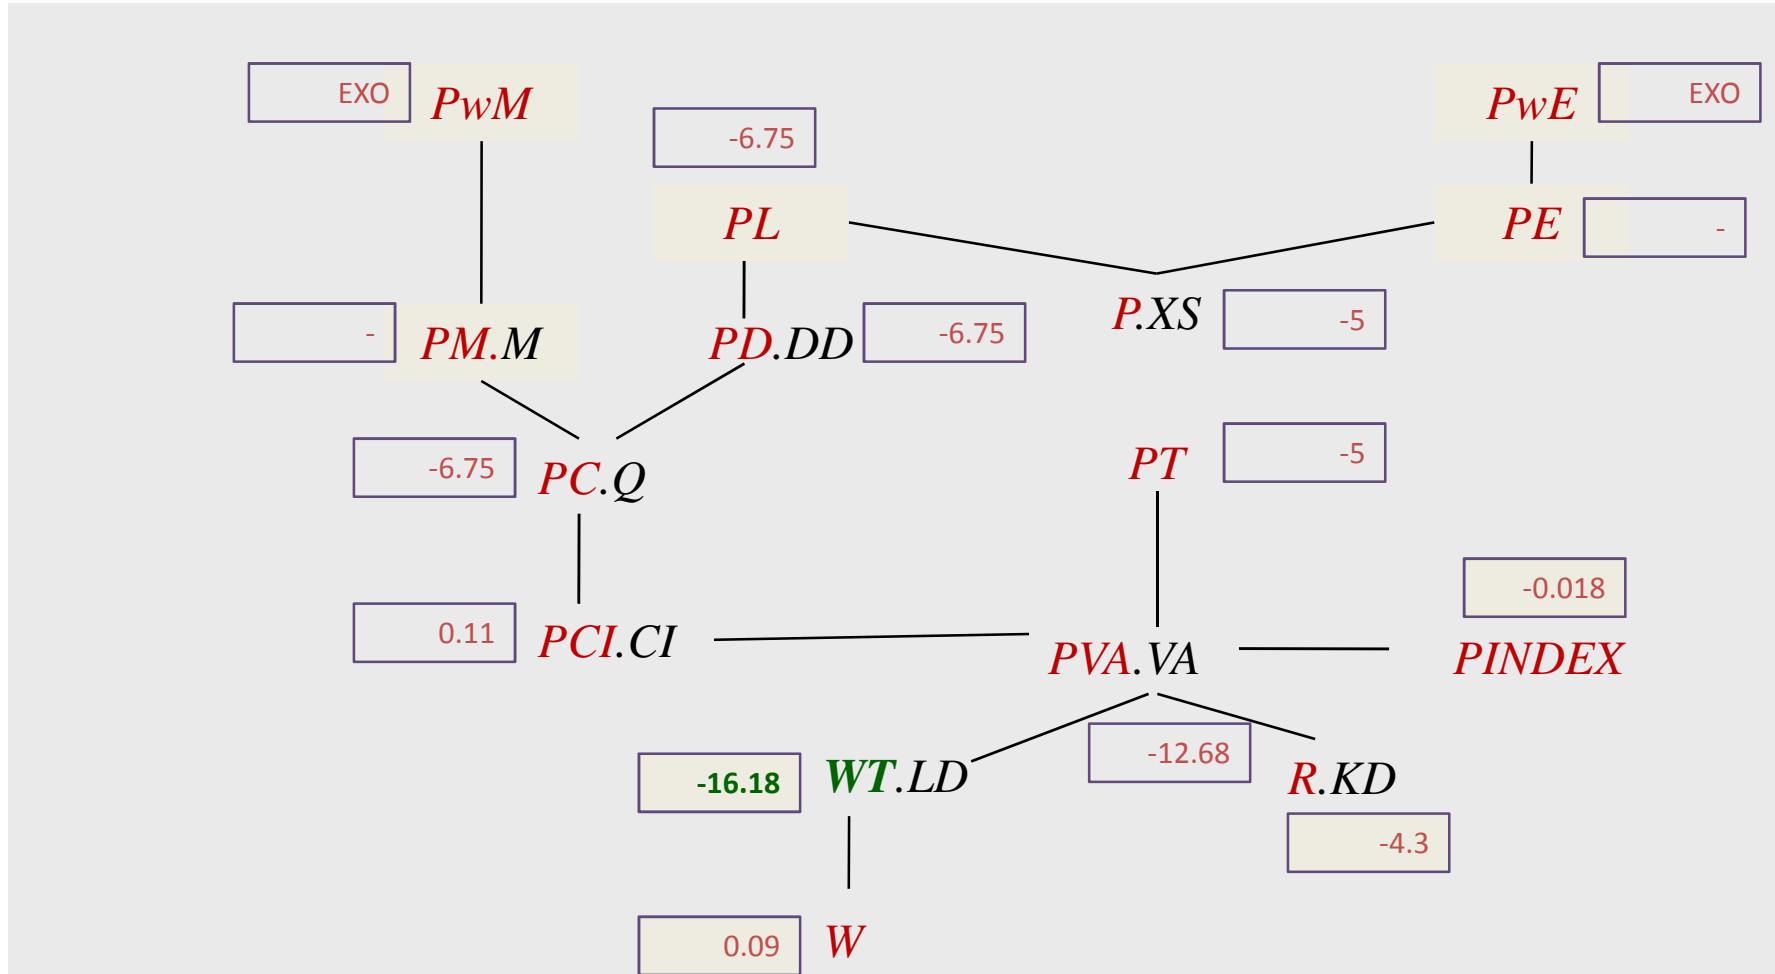 EXO PwM PwE EXO
-6.75
PL PE -
- PM.M PD.DD -6.75 P.XS -5
-6.75 PC.Q PT -5
-0.018
0.11 PCI.CI PVA.VA PINDEX
-16.18 WT.LD -12.68 R.KD
-4.3
0.09 W